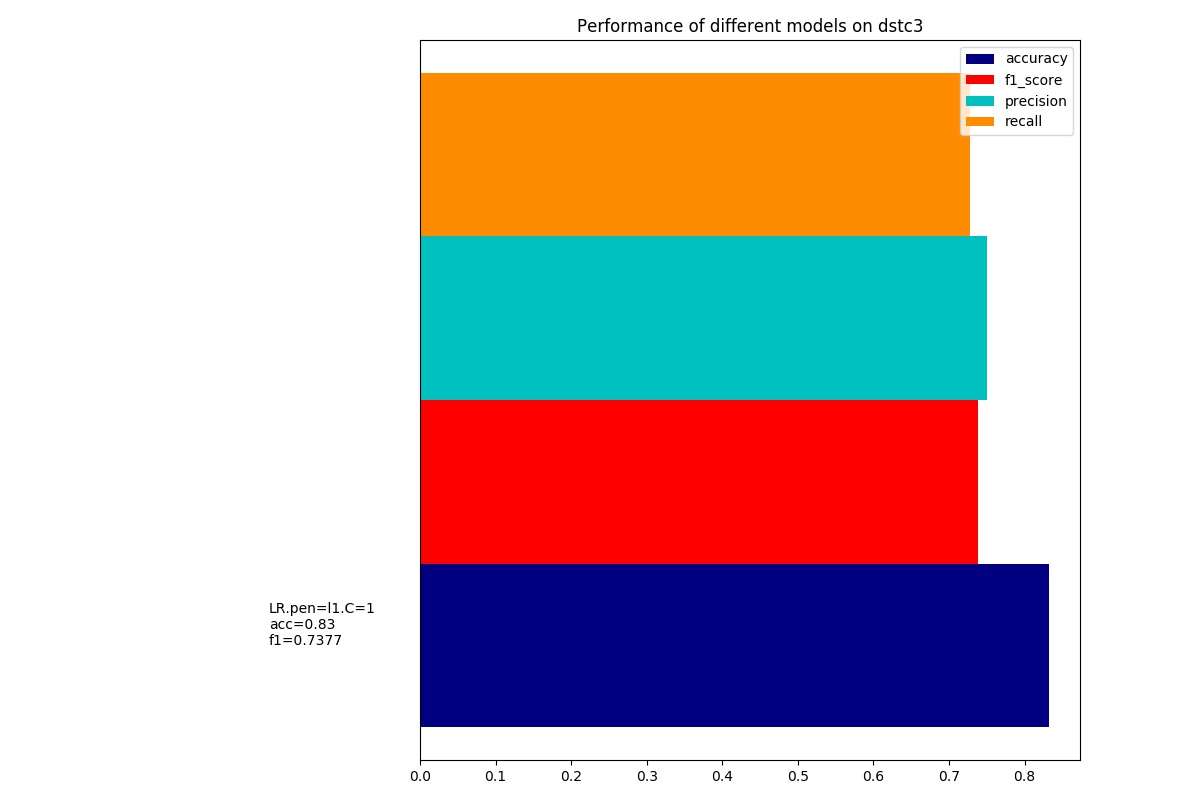 Performance of different models on dstc3
accuracy
f1_score
precision
recall
LR.pen=l1.C=1
acc=0.83
f1=0.7377
0.0 0.1 0.2 0.3 0.4 0.5 0.6 0.7 0.8